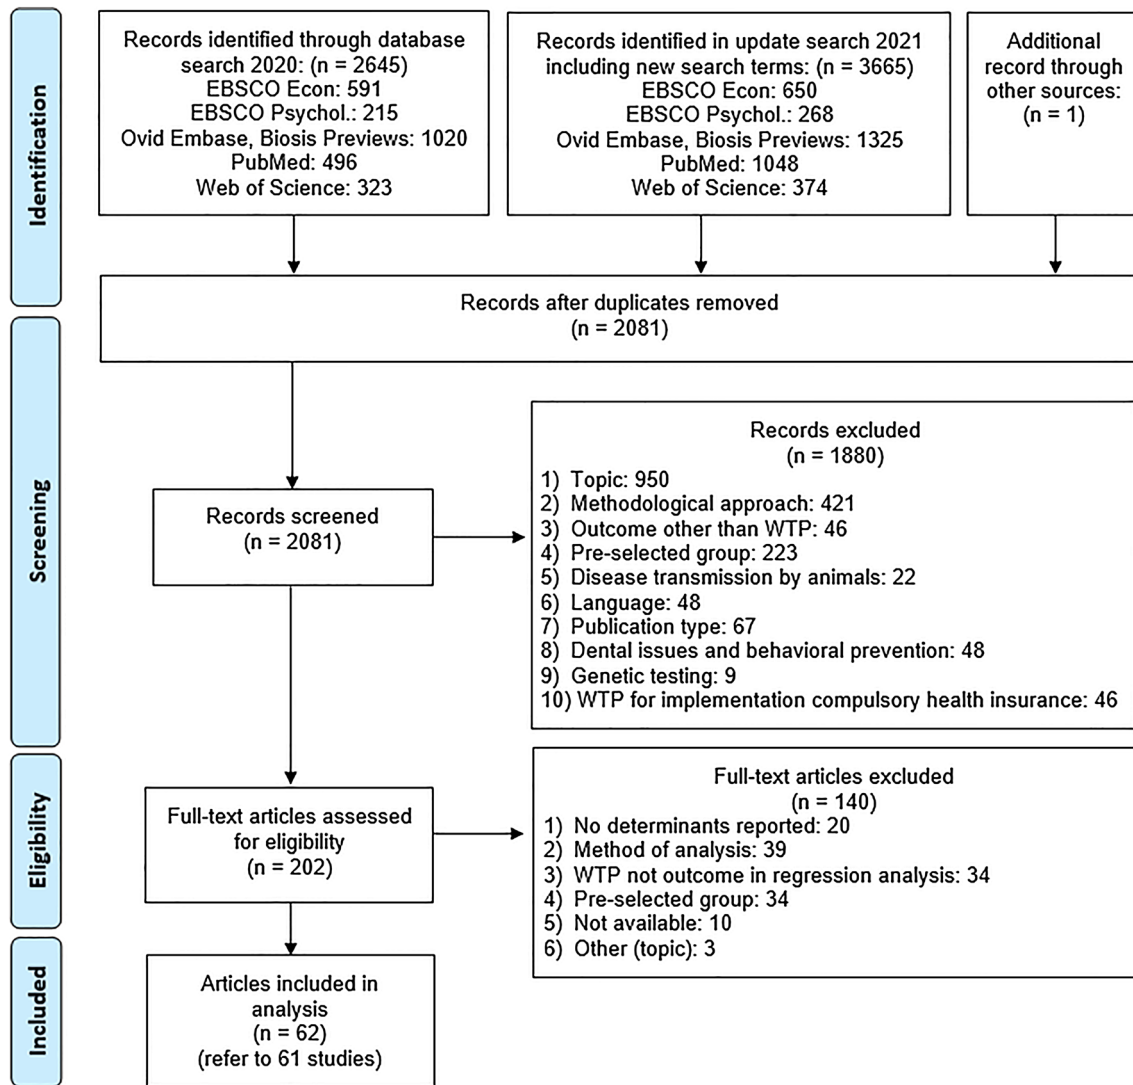 Identification
Records identified through database
search 2020: (n = 2645)
EBSCO Econ: 591
EBSCO Psychol.: 215
Ovid Embase, Biosis Previews: 1020
PubMed: 496
Web of Science: 323
Records identified in update search 2021
including new search terms: (n = 3665)
EBSCO Econ: 650
EBSCO Psychol.: 268
Ovid Embase, Biosis Previews: 1325
PubMed: 1048
Web of Science: 374
Additional
record through
other sources:
(n = 1)
Records after duplicates removed
(n = 2081)
Screening
Records screened
(n = 2081)
Records excluded
(n = 1880)
1) Topic: 950
2) Methodological approach: 421
3) Outcome other than WTP: 46
4) Pre-selected group: 223
5) Disease transmission by animals: 22
6) Language: 48
7) Publication type: 67
8) Dental issues and behavioral prevention: 48
9) Genetic testing: 9
10) WTP for implementation compulsory health insurance: 46
Eligibility
Full-text articles assessed
for eligibility
(n = 202)
Full-text articles excluded
(n = 140)
1) No determinants reported: 20
2) Method of analysis: 39
3) WTP not outcome in regression analysis: 34
4) Pre-selected group: 34
5) Not available: 10
6) Other (topic): 3
Included
Articles included in
analysis
(n = 62)
(refer to 61 studies)